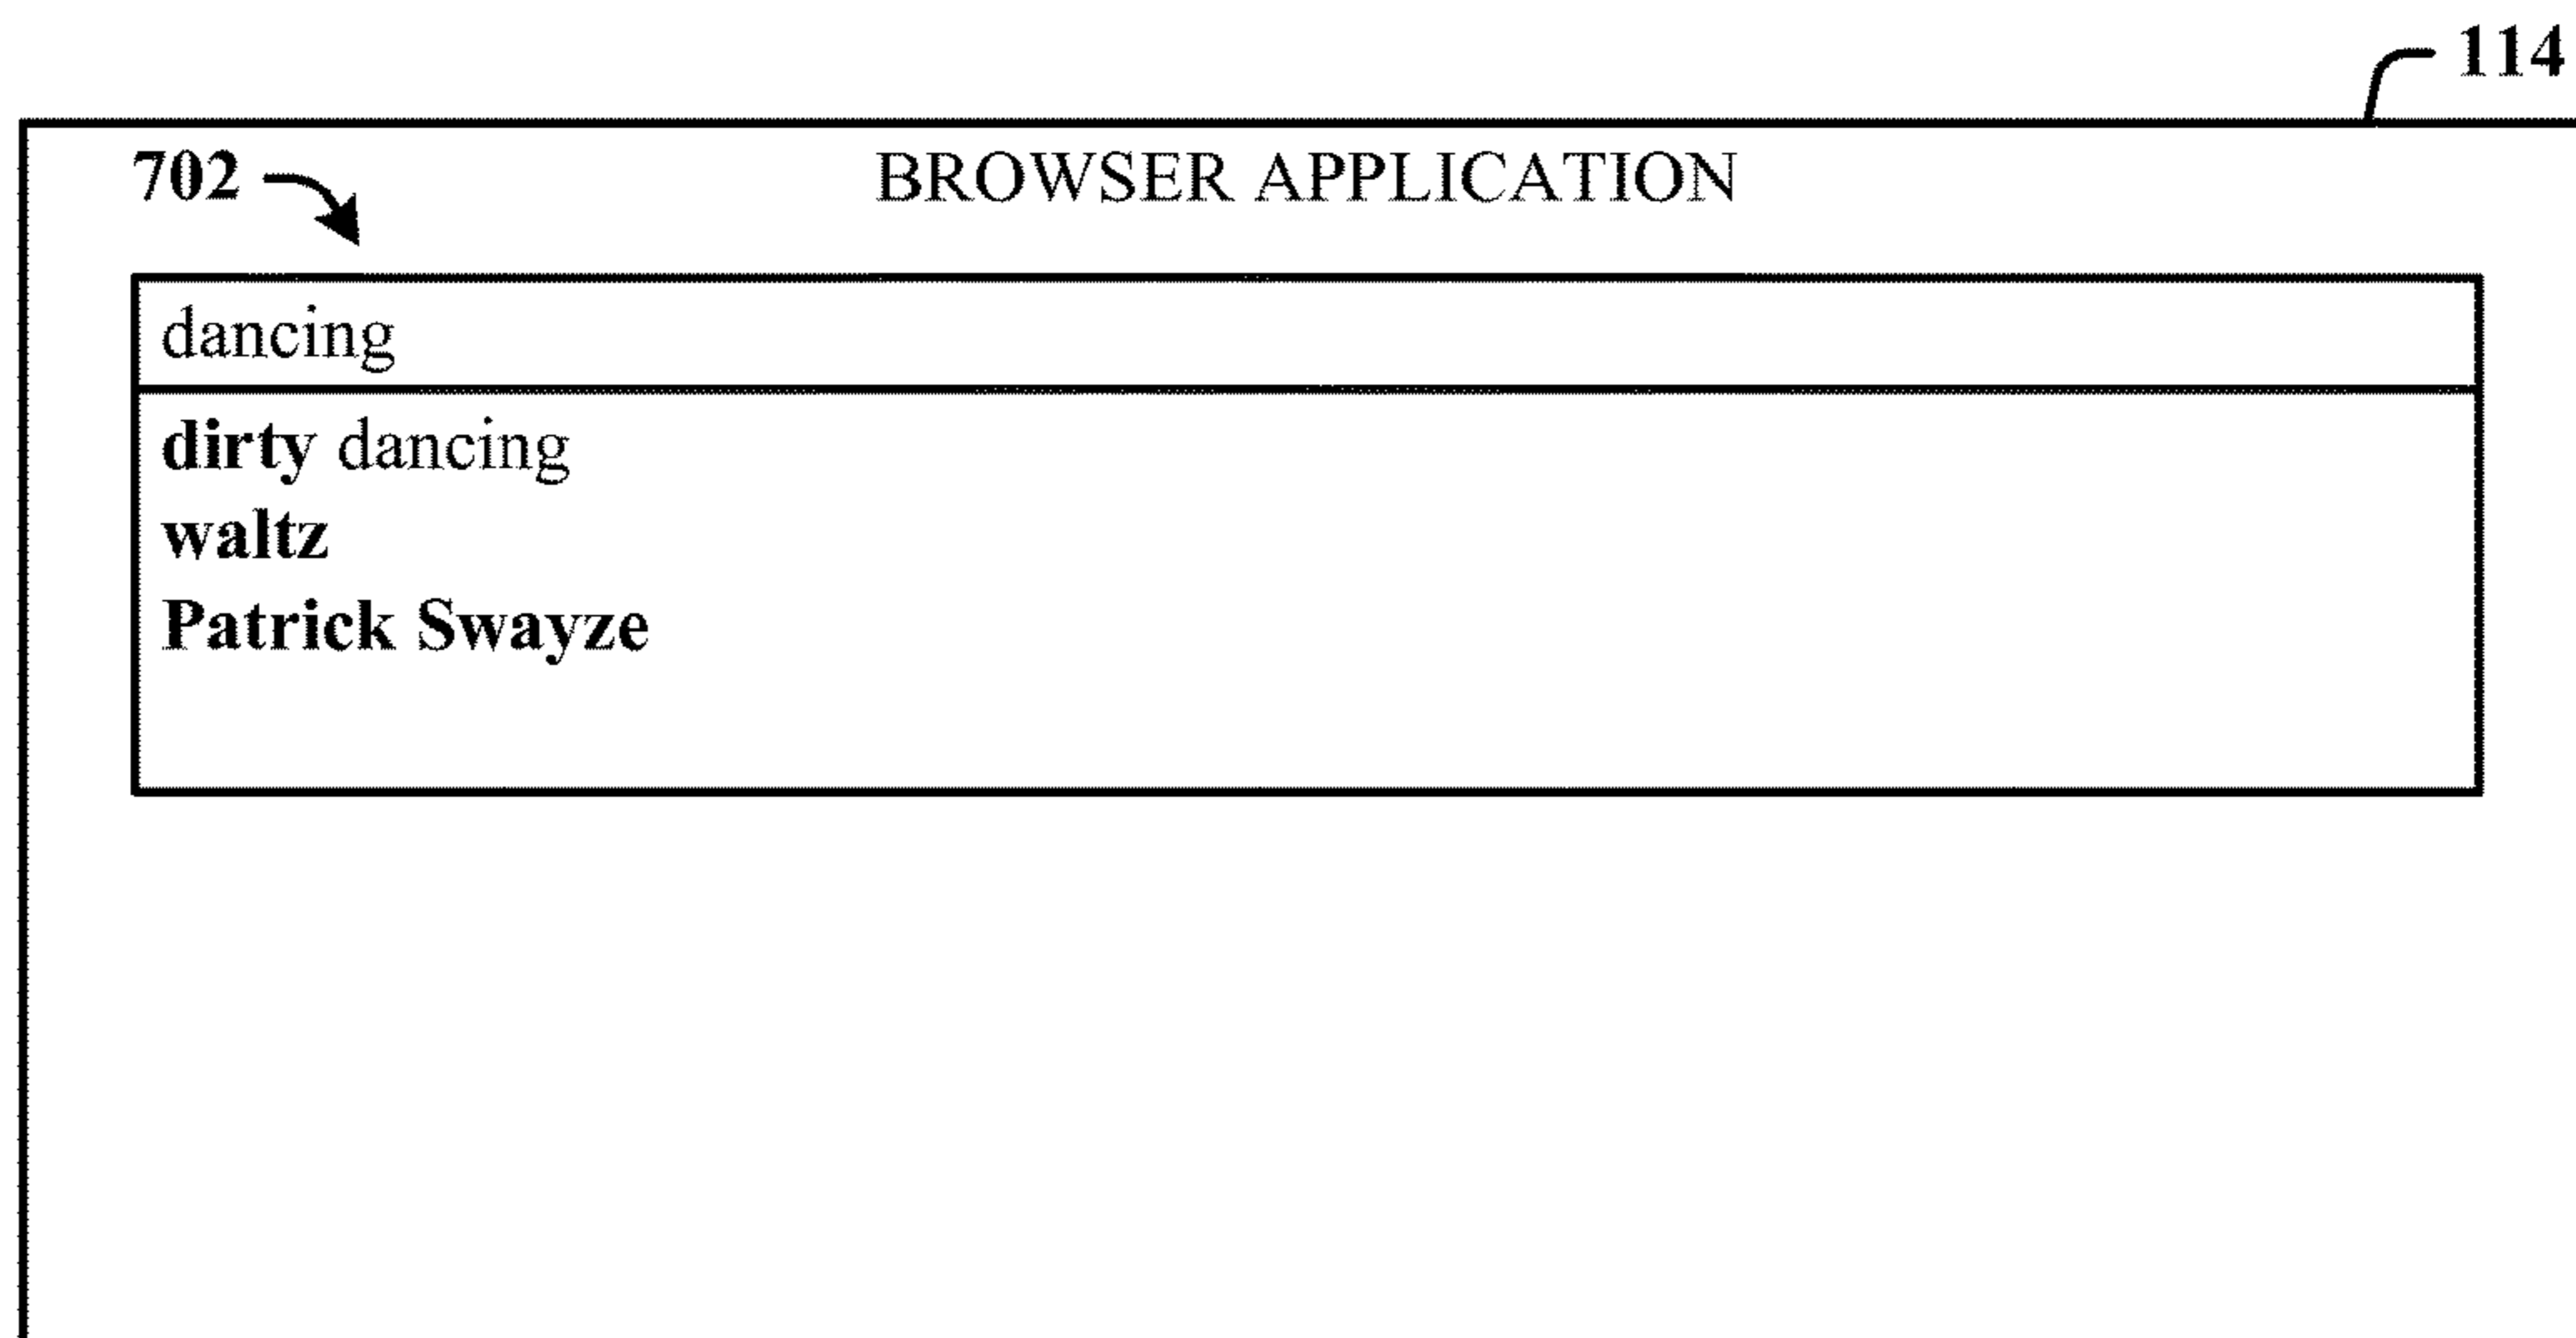 114
702 BROWSER APPLICATION
dancing
dirty dancing
waltz
Patrick Swayze